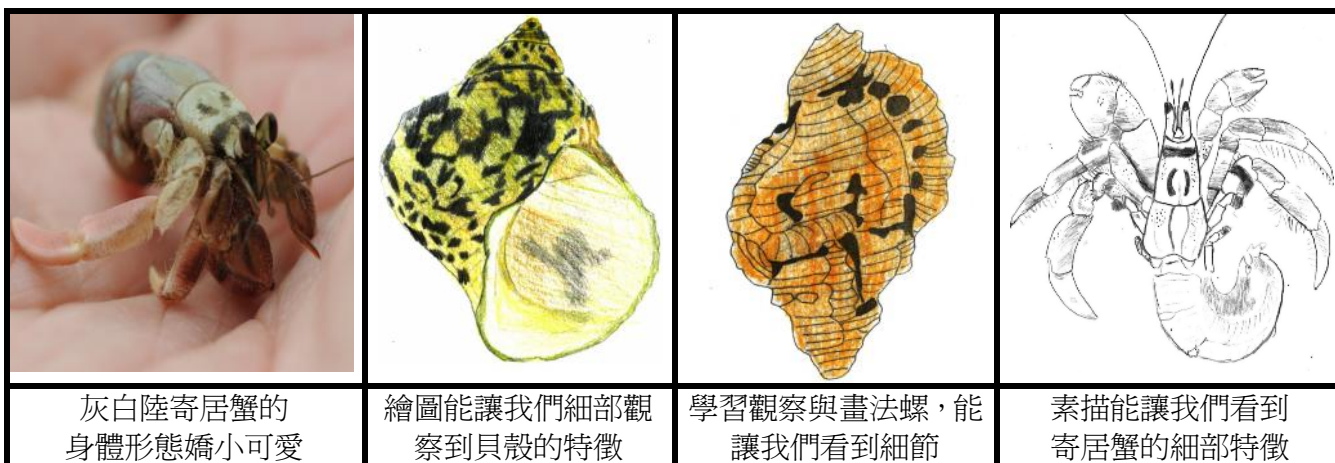 灰白陸寄居蟹的
身體形態嬌小可愛
繪圖能讓我們細部觀
察到貝殼的特徵
學習觀察與畫法螺，能
讓我們看到細節
素描能讓我們看到
寄居蟹的細部特徵